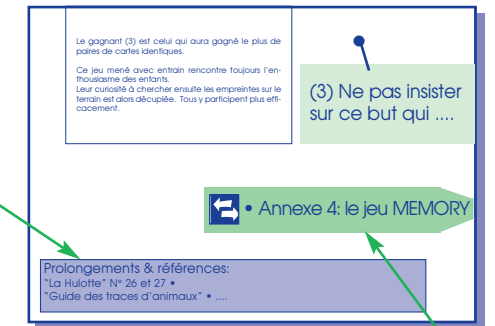 Le gagnant (3) est celui qui aura gagné le plus de
paires de cartes identiques.
Ce jeu mené avec entrain rencontre toujours l'en-
thousiasme des enfants.
Leur curiosité à chercher ensuite les empreintes sur le
terrain est alors décuplée. Tous y participent plus effi-
cacement.
(3) Ne pas insister
sur ce but qui ....
• Annexe 4: le jeu MEMORY
Prolongements & références:
"La Hulotte" N° 26 et 27 •
"Guide des traces d'animaux" • ....